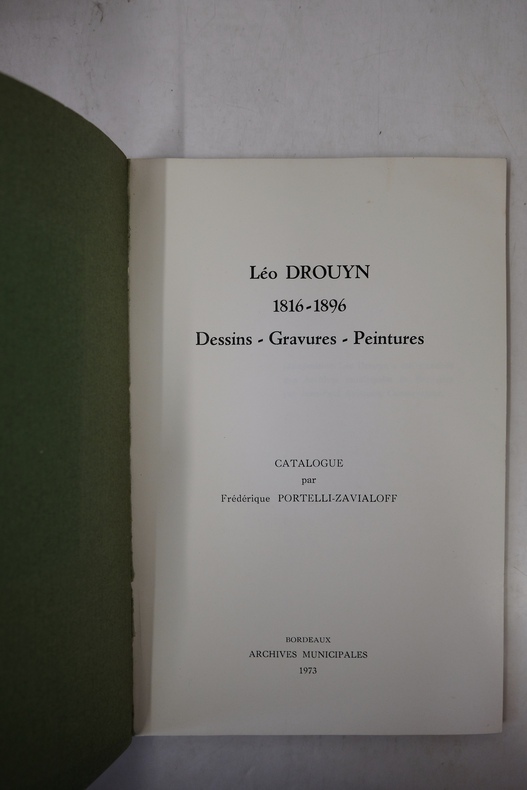 Léo DROUYN
1816-1896
Dessins - Gravures - Peintures
CATALOGUE
par
Frédérique PORTELLI-ZAVIALOFF
BORDEAUX
ARCHIVES MUNICIPALES
1973